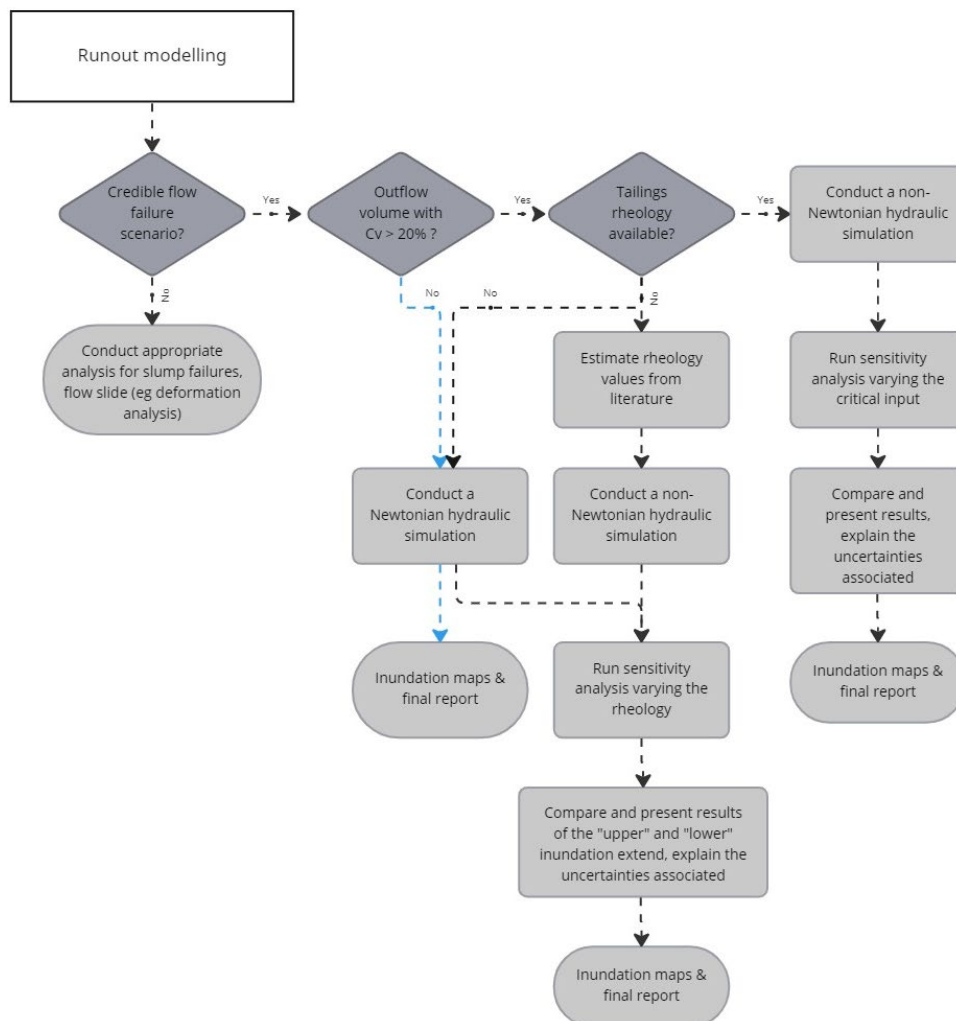 Runout modelling
Credible flow
failure
scenario?
Yes
Outflow
volume with
Cv > 20% ?
Yes
Tailings
rheology
available?
Yes
Conduct a non-
Newtonian hydraulic
simulation
No
No
No
No
Conduct appropriate
analysis for slump failures,
flow slide (eg deformation
analysis)
Estimate rheology
values from
literature
Run sensitivity
analysis varying the
critical input
Conduct a
Newtonian hydraulic
simulation
Conduct a non-
Newtonian hydraulic
simulation
Compare and
present results,
explain the
uncertainties
associated
Inundation maps &
final report
Run sensitivity
analysis varying the
rheology
Inundation maps &
final report
Compare and present results
of the "upper" and "lower"
inundation extend, explain the
uncertainties associated
Inundation maps &
final report